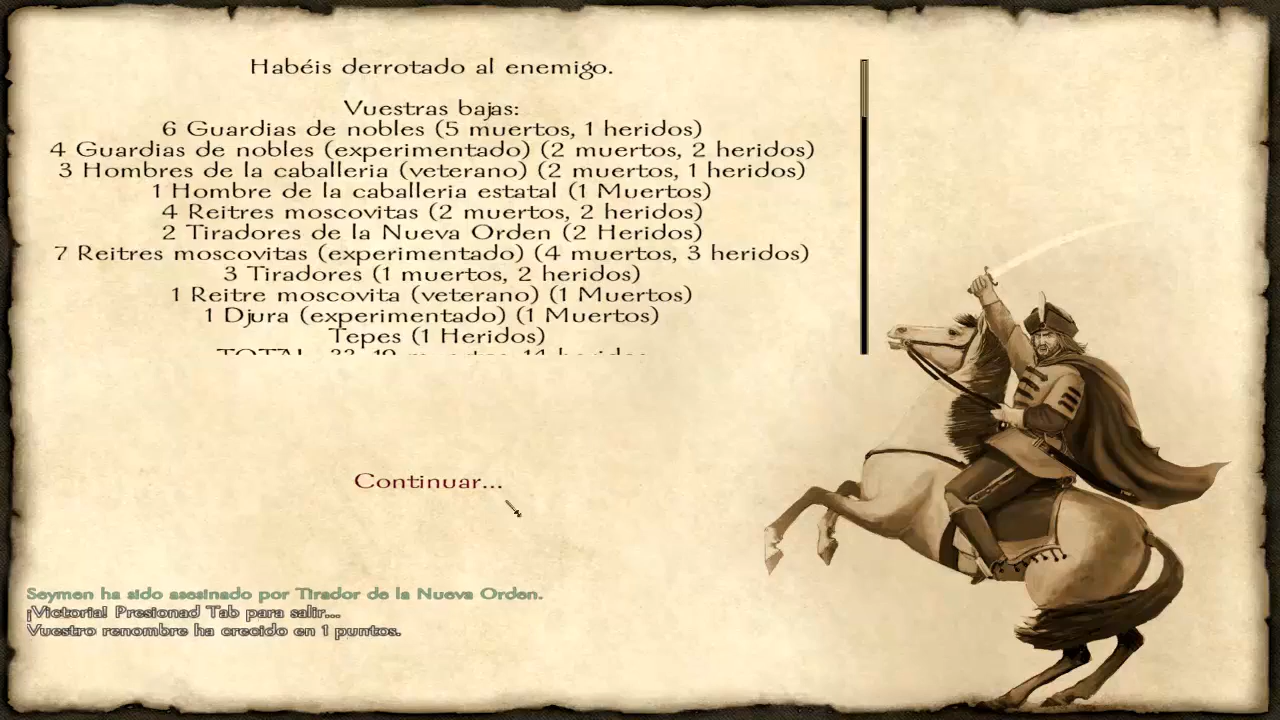 Habéis derrotado al enemigo.
Vuestras bajas:
6 Guardias de nobles (5 muertos, 1 heridos)
4 Guardias de nobles (experimentado) (2 muertos, 2 heridos)
3 Hombres de la caballeria (veterano) (2 muertos, 1 heridos)
1 Hombre de la caballeria estatal (1 Muertos)
4 Reitres moscovitas (2 muertos, 2 heridos)
2 Tiradores de la Nueva Orden (2 Heridos)
7 Reitres moscovitas (experimentado) (4 muertos, 3 heridos)
3 Tiradores (1 muertos, 2 heridos)
1 Reitre moscovita (veterano) (1 Muertos)
1 Djura (experimentado) (1 Muertos)
Tepes (1 Heridos)
Continuar...
Seymen ha sido asesinado por Tirador de la Nueva Orden.
¡Victoria! Presionad Tab para salir...
Vuestro renombre ha crecido en 1 puntos.